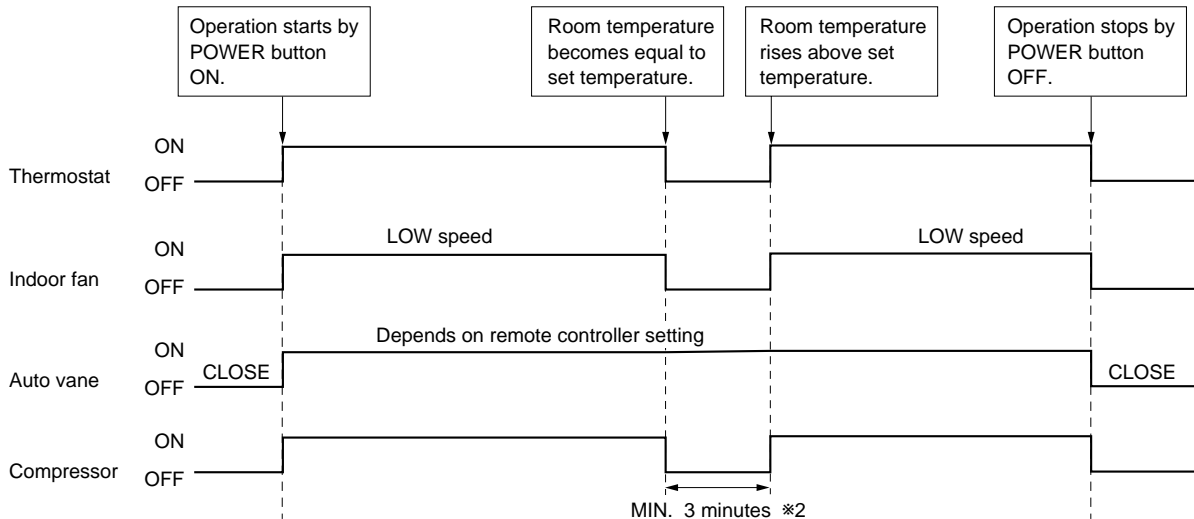 Operation starts by
POWER button
ON.
Room temperature
becomes equal to
set temperature.
Room temperature
rises above set
temperature.
Operation stops by
POWER button
OFF.
ON
Thermostat
OFF
LOW speed
LOW speed
ON
Indoor fan
OFF
Depends on remote controller setting
ON
CLOSE
CLOSE
Auto vane
OFF
ON
Compressor
OFF
MIN. 3 minutes ※2